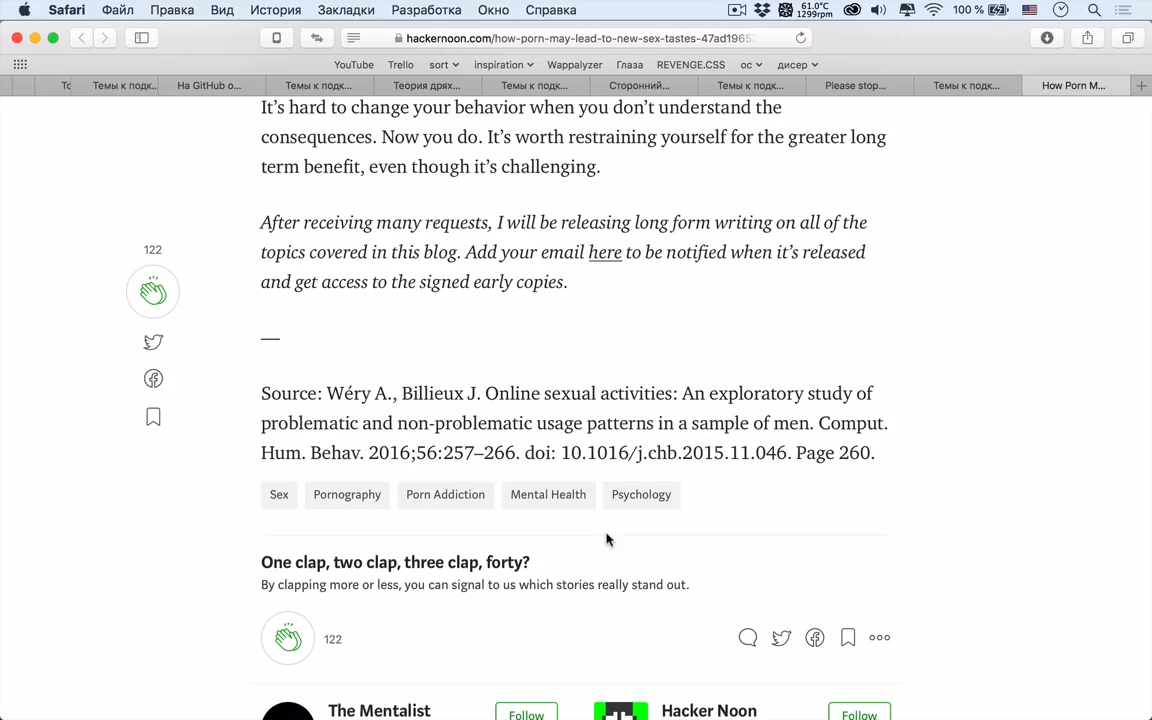 Safari Файл Правка Вид История Закладки Разработка Окно Справка 61.0°C 1299rpm 100 %
hackernoon.com/how-porn-may-lead-to-new-sex-tastes-47ad1965
YouTube Trello sort inspiration Wappalyzer Глаза REVENGE.CSS ос дисер
Тс Темы к подк... На GitHub о... Темы к подк... Теория дрях... Темы к подк... Сторонний... Темы к подк... Please stop... Темы к подк... How Porn M...
It’s hard to change your behavior when you don’t understand the
consequences. Now you do. It’s worth restraining yourself for the greater long
term benefit, even though it’s challenging.
After receiving many requests, I will be releasing long form writing on all of the
topics covered in this blog. Add your email here to be notified when it’s released
and get access to the signed early copies.
122
—
Source: Wéry A., Billieux J. Online sexual activities: An exploratory study of
problematic and non-problematic usage patterns in a sample of men. Comput.
Hum. Behav. 2016;56:257–266. doi: 10.1016/j.chb.2015.11.046. Page 260.
Sex Pornography Porn Addiction Mental Health Psychology
One clap, two clap, three clap, forty?
By clapping more or less, you can signal to us which stories really stand out.
122
The Mentalist Follow Hacker Noon Follow